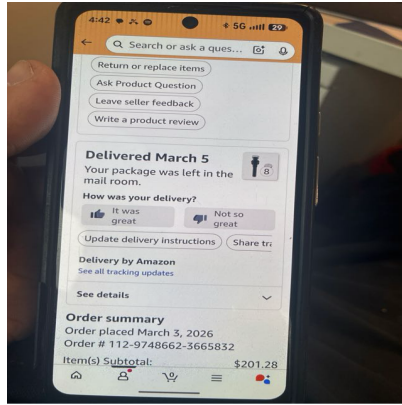 4:42 5G 29
Search or ask a ques...
Return or replace items
Ask Product Question
Leave seller feedback
Write a product review
Delivered March 5
Your package was left in the
mail room.
8
How was your delivery?
It was
great
Not so
great
Update delivery instructions Share tra
Delivery by Amazon
See all tracking updates
See details
Order summary
Order placed March 3, 2026
Order # 112-9748662-3665832
Item(s) Subtotal: $201.28
0